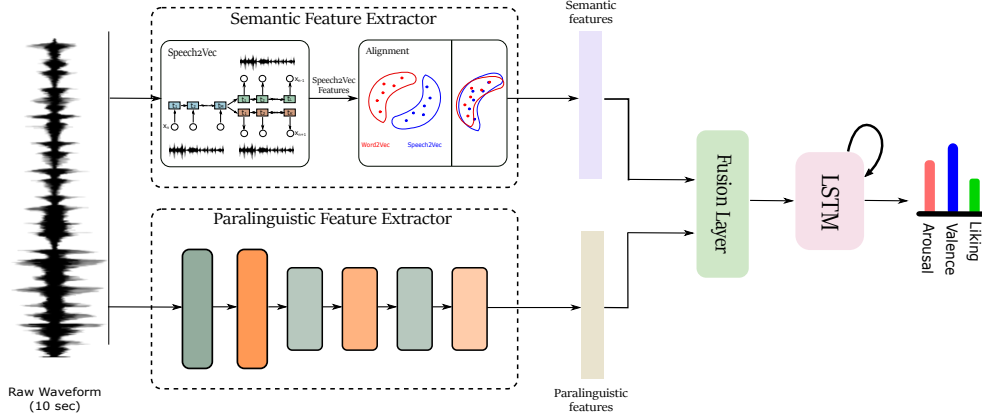 Semantic Feature Extractor
Speech2Vec
Speech2Vec
Features
Alignment
Word2Vec
Speech2Vec
Semantic
features
Paralinguistic Feature Extractor
Paralinguistic
features
Raw Waveform
(10 sec)
Fusion Layer
LSTM
Arousal
Valence
Liking